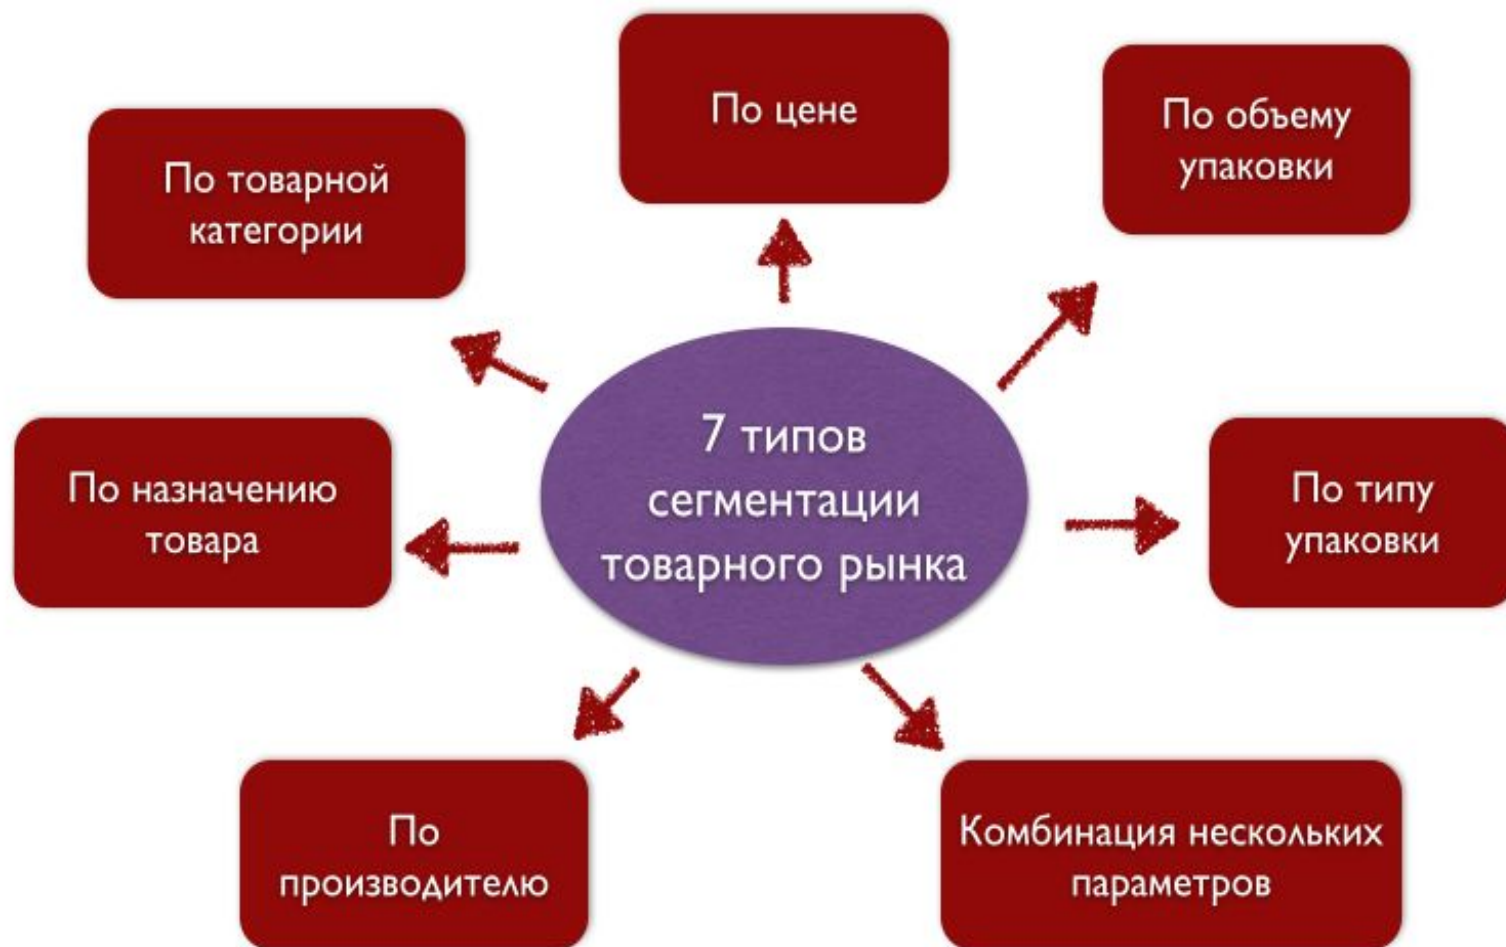 По цене
По объему
упаковки
По товарной
категории
7 типов
сегментации
товарного рынка
По назначению
товара
По типу
упаковки
По
производителю
Комбинация нескольких
параметров